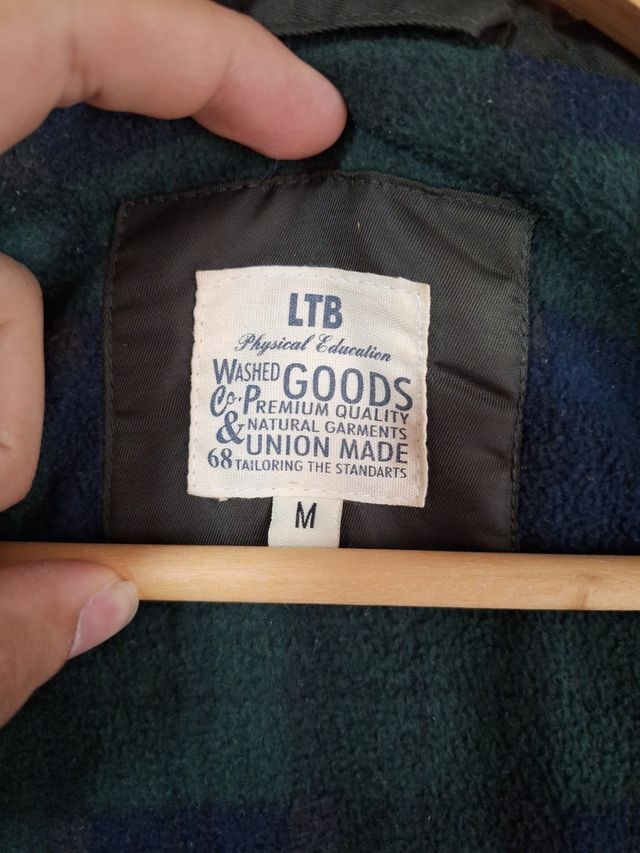 LTB
Physical Education
WASHED GOODS
Co. PREMIUM QUALITY
& NATURAL GARMENTS
UNION MADE
68 TAILORING THE STANDARTS
M